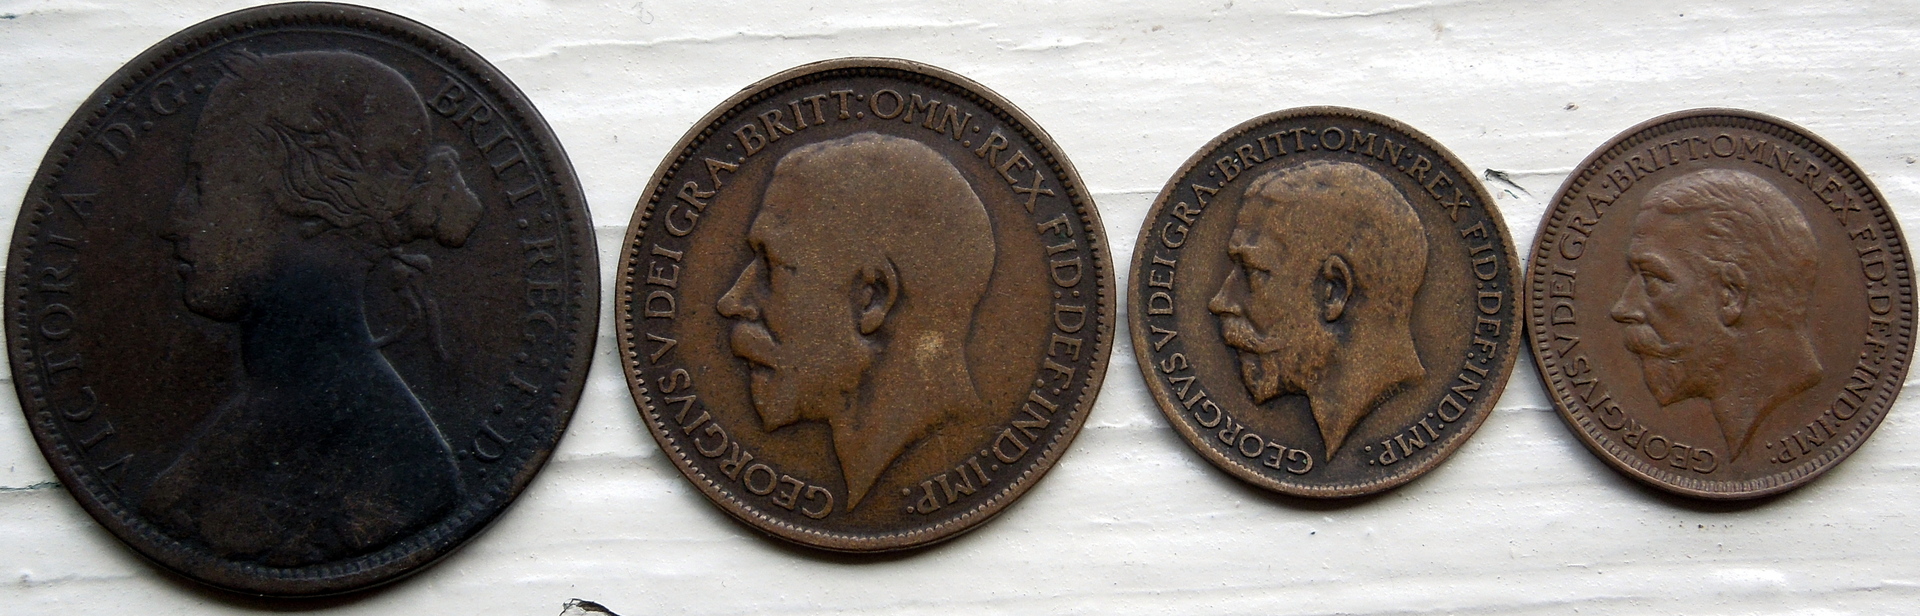 VICTORIA D:G: BRITT:REG:F:D:
GEORGIVS V DEI GRA:BRITT:OMN:REX FID:DEF:IND:IMP:
GEORGIVS V DEI GRA:BRITT:OMN:REX FID:DEF:IND:IMP:
GEORGIVS V DEI GRA:BRITT:OMN:REX FID:DEF:IND:IMP: